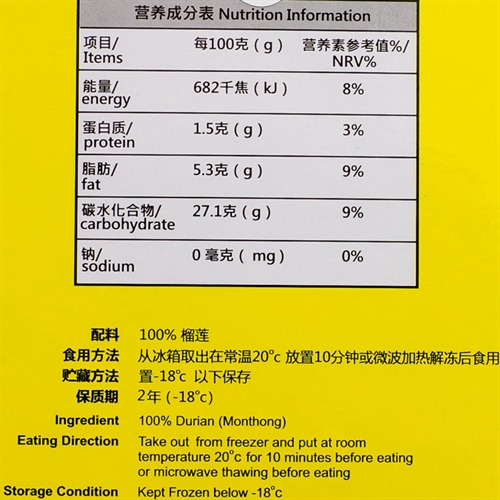 营养成分表 Nutrition Information
项目/ 每100克(g) 营养素参考值%/
Items NRV%
能量/ 682千焦(kJ) 8%
energy
蛋白质/ 1.5克(g) 3%
protein
脂肪/ 5.3克(g) 9%
fat
碳水化合物/ 27.1克(g) 9%
carbohydrate
钠/ 0毫克( mg) 0%
sodium
配料 100% 榴莲
食用方法 从冰箱取出在常温20°c 放置10分钟或微波加热解冻后食用
贮藏方法 置-18°c 以下保存
保质期 2年 (-18°c)
Ingredient 100% Durian (Monthong)
Eating Direction Take out from freezer and put at room
temperature 20°c for 10 minutes before eating
or microwave thawing before eating
Storage Condition Kept Frozen below -18°c